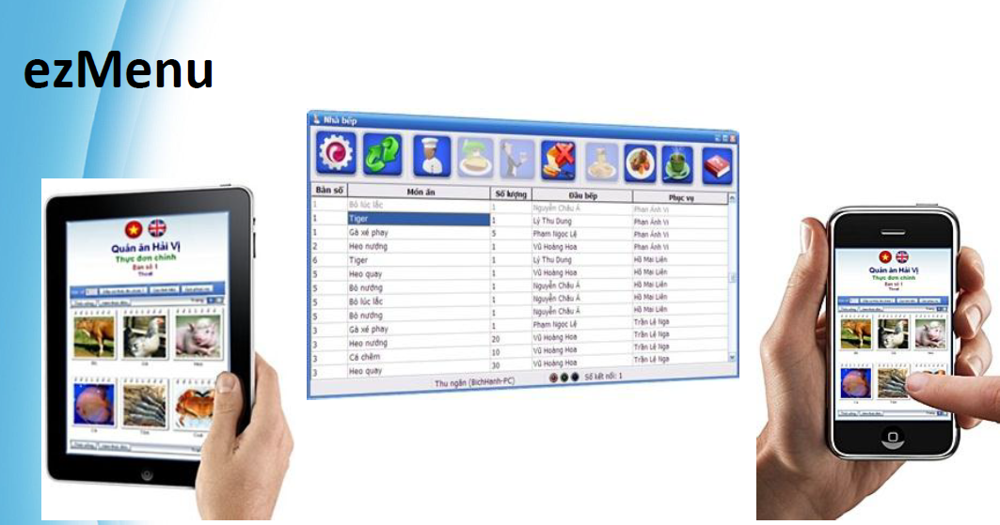 ezMenu
Nhà bếp
Bàn số Món ăn Số lượng Đầu bếp Phục vụ
1 Bò lúc lắc 1 Nguyễn Châu Á Phan Ánh Vi
1 Tiger 1 Lý Thu Dung Phan Ánh Vi
1 Gà xé phay 5 Phạm Ngọc Lệ Phan Ánh Vi
2 Heo nướng 1 Vũ Hoàng Hoa Phan Ánh Vi
6 Tiger 1 Lý Thu Dung Hồ Mai Liên
5 Heo quay 1 Vũ Hoàng Hoa Hồ Mai Liên
5 Bò nướng 1 Nguyễn Châu Á Hồ Mai Liên
5 Bò lúc lắc 1 Nguyễn Châu Á Hồ Mai Liên
5 Bò nướng 1 Nguyễn Châu Á Hồ Mai Liên
3 Gà xé phay 1 Phạm Ngọc Lệ Trần Lệ Nga
3 Heo nướng 20 Vũ Hoàng Hoa Trần Lệ Nga
3 Cá chẽm 10 Vũ Hoàng Hoa Trần Lệ Nga
3 Heo quay 30 Vũ Hoàng Hoa Trần Lệ Nga
Thu ngân (BichHanh-PC) Số kết nối: 1
Quán ăn Hải Vị
Thực đơn chính
Bàn số 1
Thoát
Quán ăn Hải Vị
Thực đơn chính
Bàn số 1
Thoát